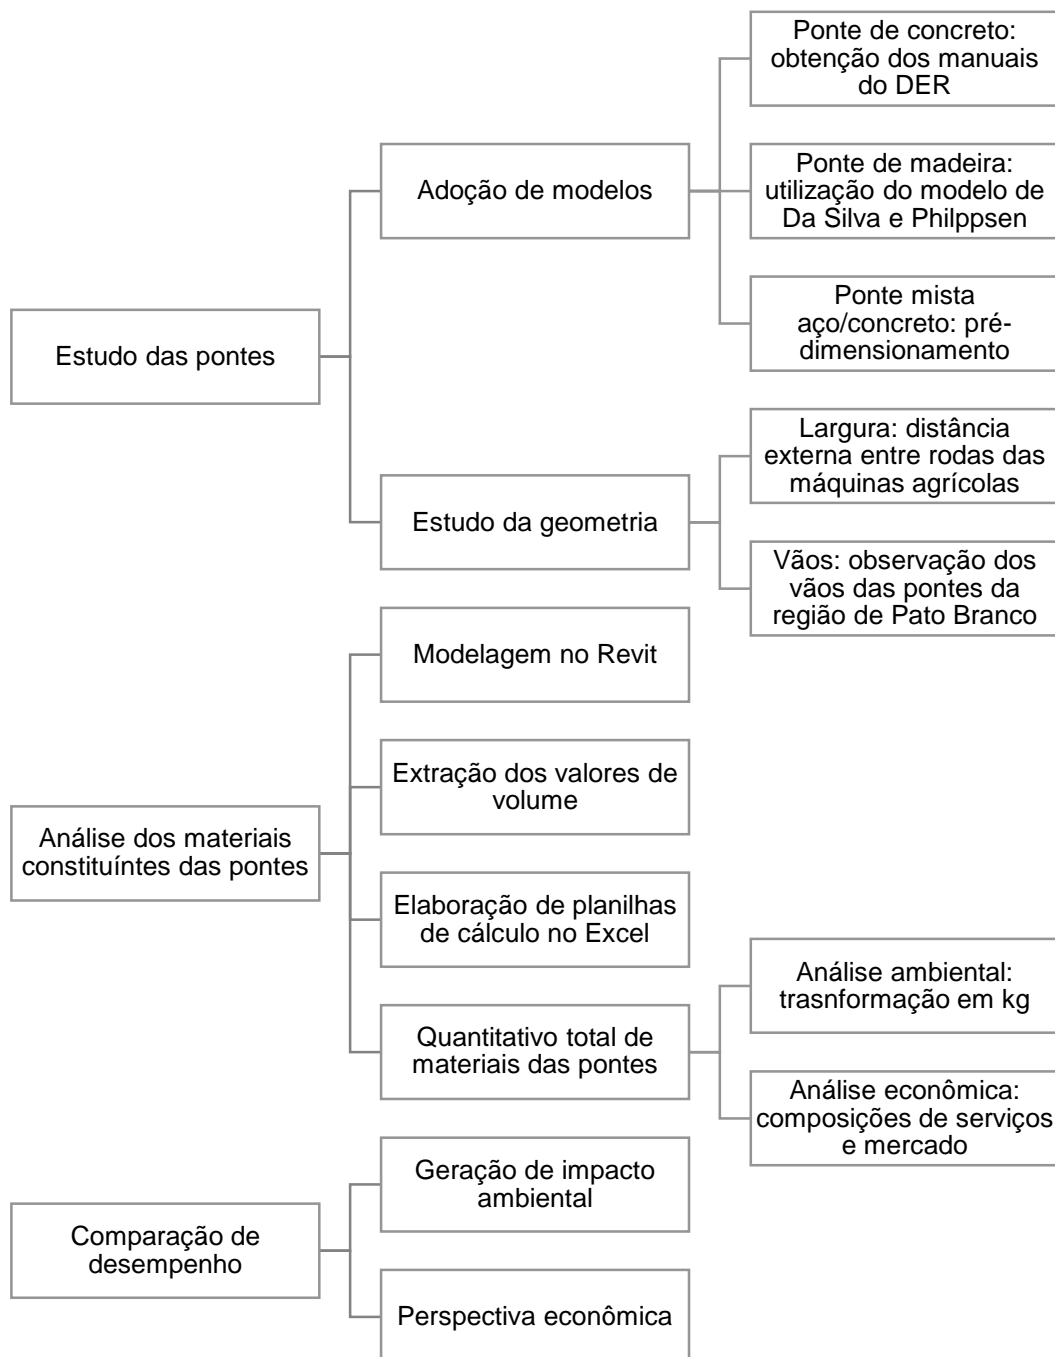 Estudo das pontes
Adoção de modelos
Ponte de concreto:
obtenção dos manuais
do DER
Ponte de madeira:
utilização do modelo de
Da Silva e Philppsen
Ponte mista
aço/concreto: pré-
dimensionamento
Estudo da geometria
Largura: distância
externa entre rodas das
máquinas agrícolas
Vãos: observação dos
vãos das pontes da
região de Pato Branco
Análise dos materiais
constituíntes das pontes
Modelagem no Revit
Extração dos valores de
volume
Elaboração de planilhas
de cálculo no Excel
Quantitativo total de
materiais das pontes
Análise ambiental:
trasnformação em kg
Análise econômica:
composições de serviços
e mercado
Comparação de
desempenho
Geração de impacto
ambiental
Perspectiva econômica